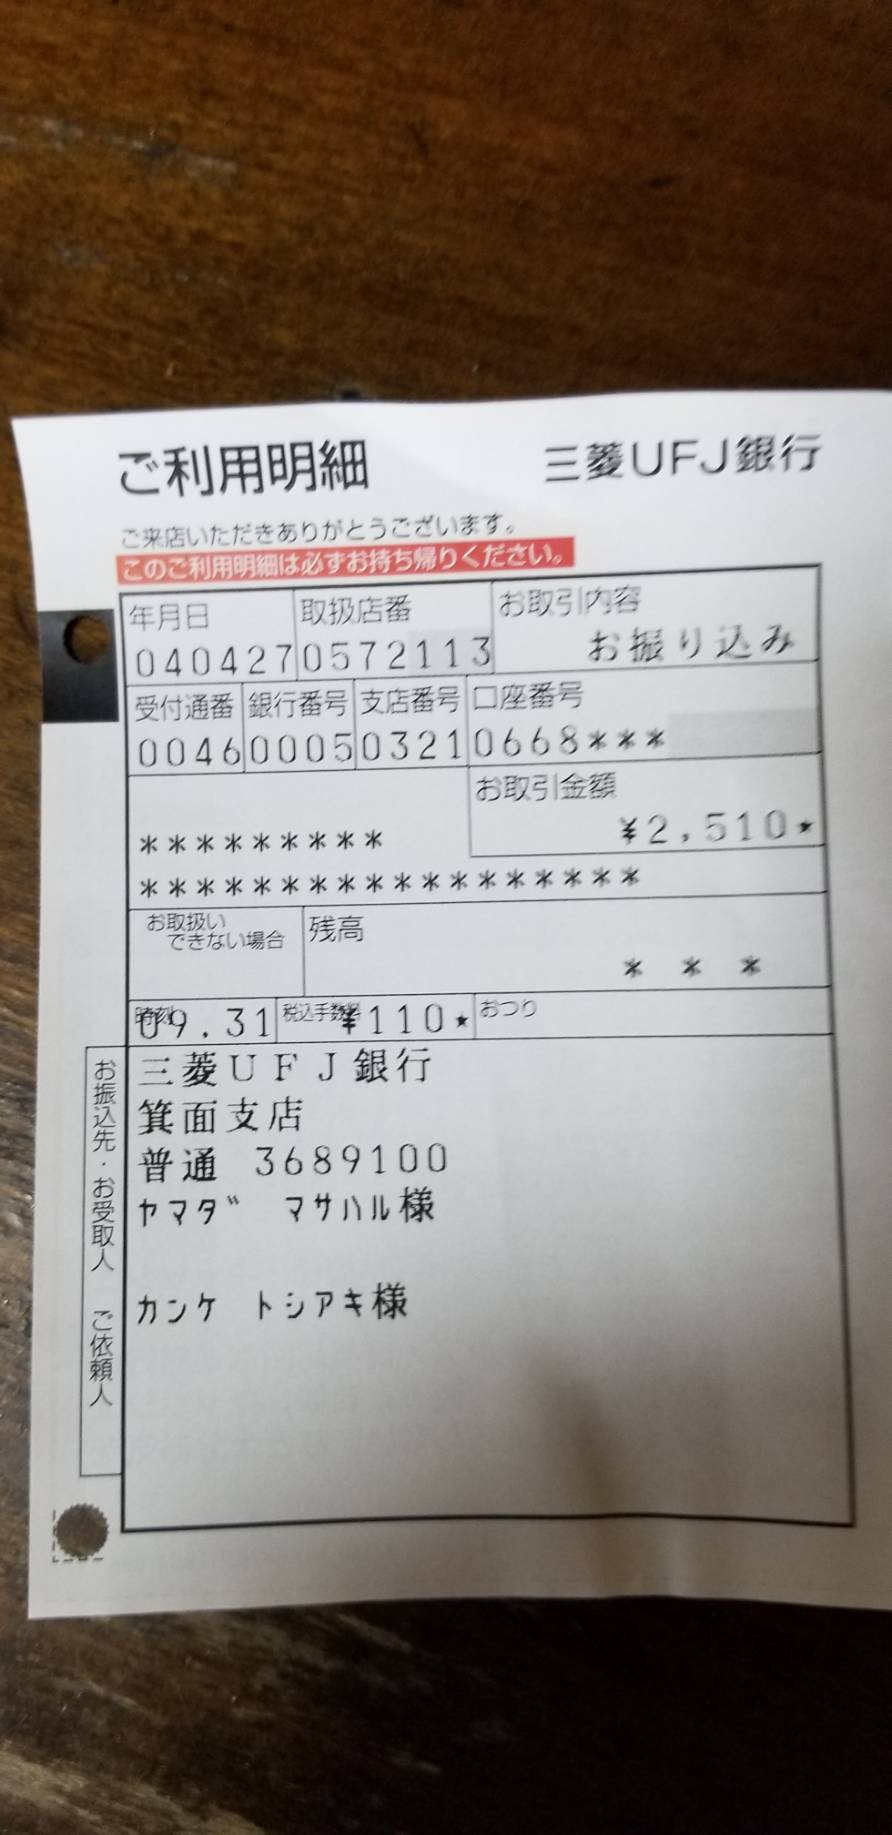 ご利用明細 三菱UFJ銀行
ご来店いただきありがとうございます。
このご利用明細は必ずお持ち帰りください。
年月日 取扱店番 お取引内容
040427 0572113 お振り込み
受付通番 銀行番号 支店番号 口座番号
0046 0005 0321 0668***
お取引金額
¥2,510★
*********
******************
お取扱い
できない場合
残高
***
時刻 税込手数料 おつり
09.31 ¥110★
お振込先・お受取人
三菱UFJ銀行
箕面支店
普通 3689100
ヤマダ゛ マサハル様
ご依頼人
カンケ トシアキ様